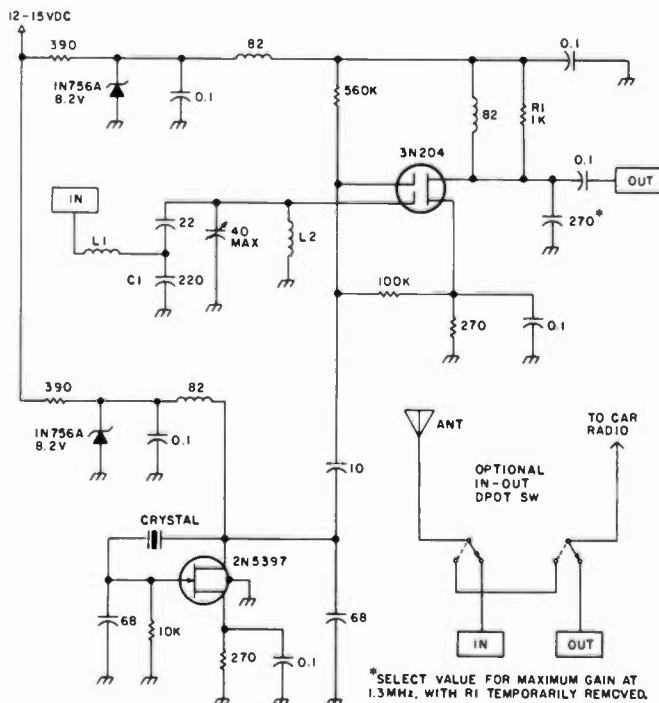 12-15VDC
390
82
0.1
1N756A
8.2V
0.1
560K
82
R1
1K
3N204
0.1
OUT
IN
22
40
MAX
L2
270*
L1
C1
220
100K
270
0.1
390
82
1N756A
8.2V
0.1
ANT
TO CAR
RADIO
OPTIONAL
IN-OUT
DPDT SW
10
CRYSTAL
2N5397
68
10K
270
0.1
68
IN
OUT
*SELECT VALUE FOR MAXIMUM GAIN AT
1.3MHz, WITH R1 TEMPORARILY REMOVED.